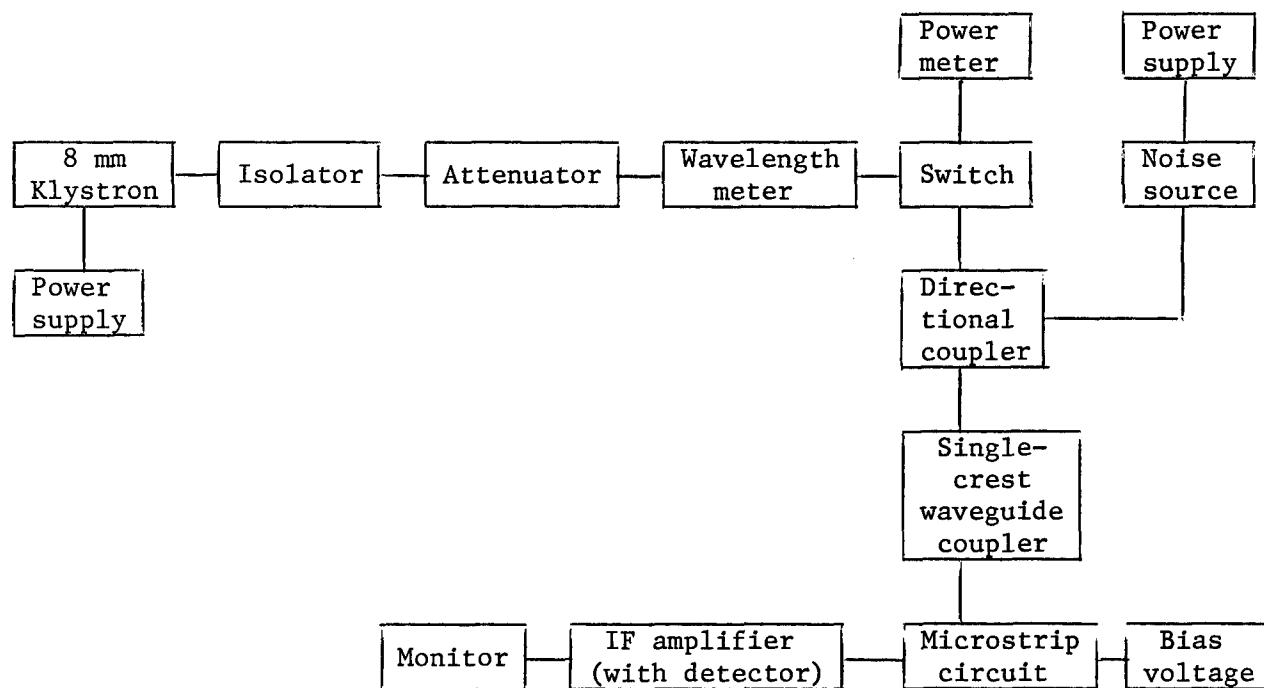 Power
meter
Power
supply
8 mm
Klystron
Isolator
Attenuator
Wavelength
meter
Switch
Noise
source
Power
supply
Direc-
tional
coupler
Single-
crest
waveguide
coupler
Monitor
IF amplifier
(with detector)
Microstrip
circuit
Bias
voltage